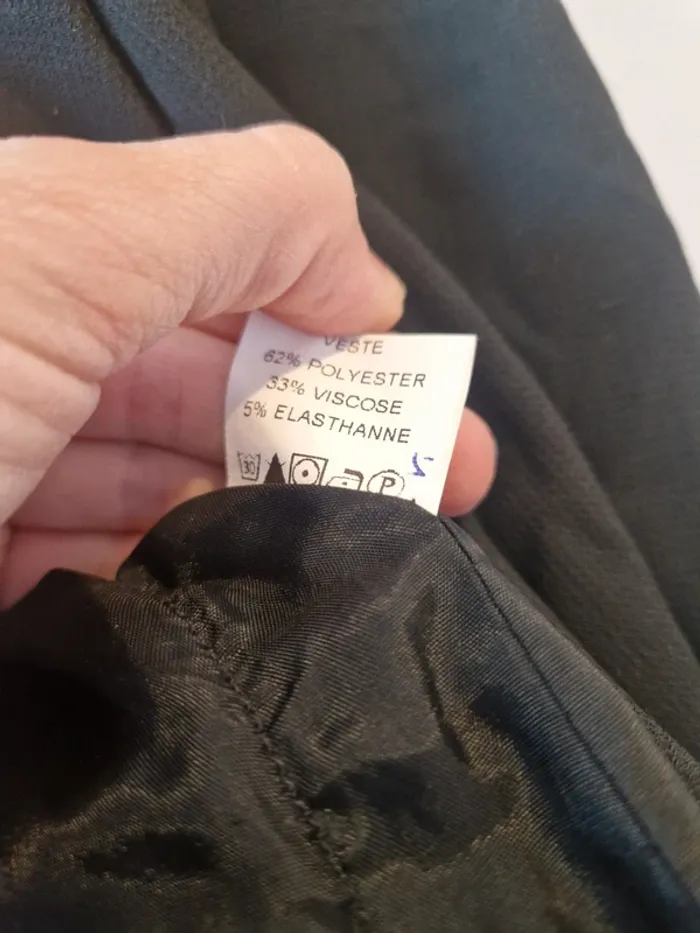 VESTE
62% POLYESTER
33% VISCOSE
5% ELASTHANNE
30 P